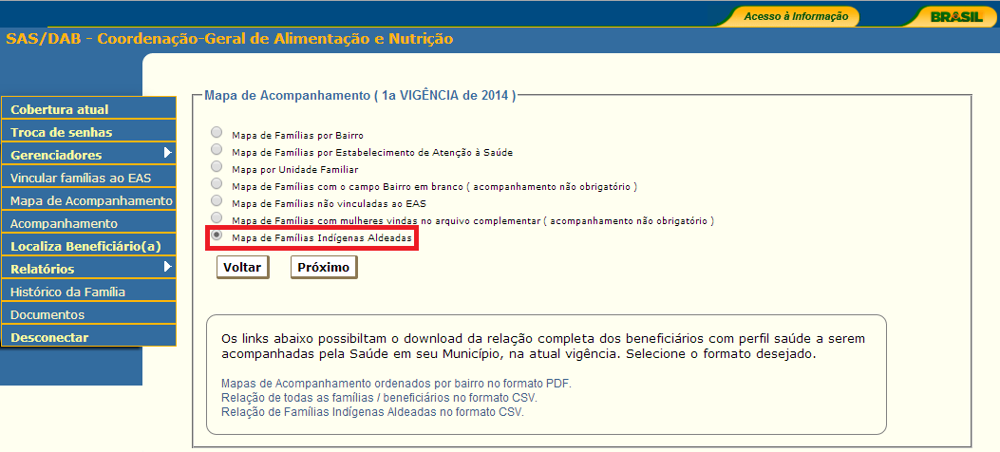 Acesso à Informação
BRASIL
SAS/DAB - Coordenação-Geral de Alimentação e Nutrição
Cobertura atual
Troca de senhas
Gerenciadores
Vincular famílias ao EAS
Mapa de Acompanhamento
Acompanhamento
Localiza Beneficiário(a)
Relatórios
Histórico da Família
Documentos
Desconectar
Mapa de Acompanhamento ( 1a VIGÊNCIA de 2014 )
Mapa de Famílias por Bairro
Mapa de Famílias por Estabelecimento de Atenção à Saúde
Mapa por Unidade Familiar
Mapa de Famílias com o campo Bairro em branco ( acompanhamento não obrigatório )
Mapa de Famílias não vinculadas ao EAS
Mapa de Famílias com mulheres vindas no arquivo complementar ( acompanhamento não obrigatório )
Mapa de Famílias Indígenas Aldeadas
Voltar
Próximo
Os links abaixo possibiltam o download da relação completa dos beneficiários com perfil saúde a serem
acompanhadas pela Saúde em seu Município, na atual vigência. Selecione o formato desejado.
Mapas de Acompanhamento ordenados por bairro no formato PDF.
Relação de todas as famílias / beneficiários no formato CSV.
Relação de Famílias Indígenas Aldeadas no formato CSV.